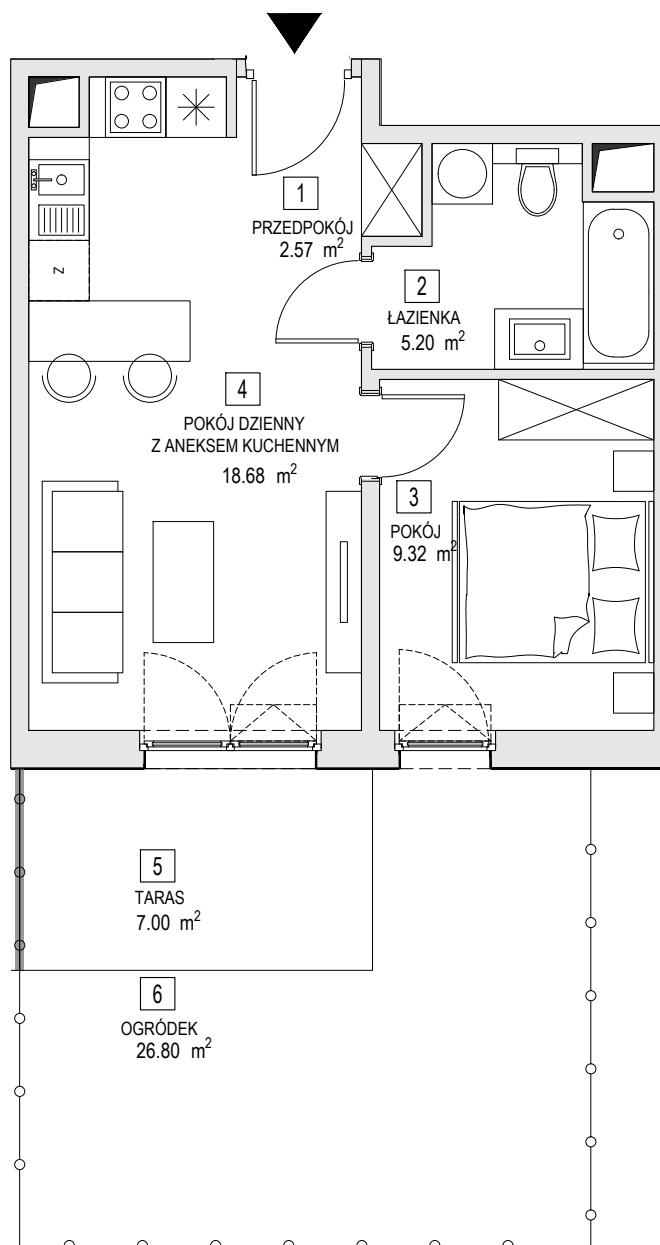 1
PRZEDPOKÓJ
2.57 m²
2
ŁAZIENKA
5.20 m²
Z
4
POKÓJ DZIENNY
Z ANEKSEM KUCHENNYM
18.68 m²
3
POKÓJ
9.32 m²
5
TARAS
7.00 m²
6
OGRÓDEK
26.80 m²